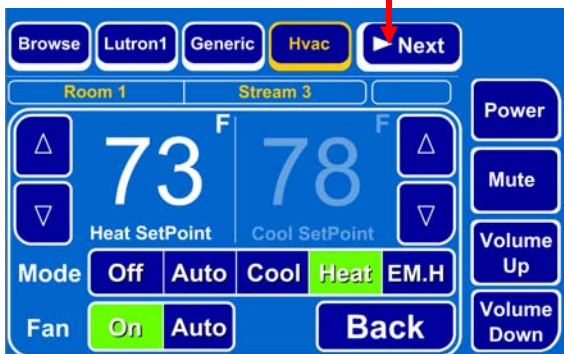 Browse Lutron1 Generic Hvac Next
Room 1 Stream 3
Power
F F
73 78
Mute
Heat SetPoint Cool SetPoint
Volume
Up
Mode Off Auto Cool Heat EM.H
Fan On Auto Back
Volume
Down